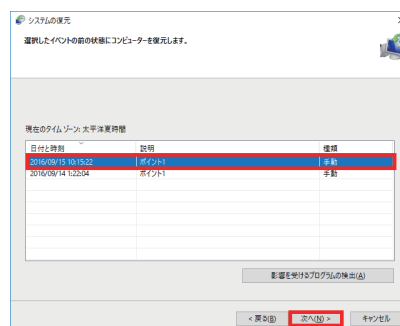 システムの復元
選択したイベントの前の状態にコンピューターを復元します。
現在のタイム ゾーン: 太平洋夏時間
日付と時刻 説明 種類
2016/09/15 10:15:22 ポイント1 手動
2016/09/14 1:22:04 ポイント1 手動
影響を受けるプログラムの検出(A)
< 戻る(B) 次へ(N) > キャンセル